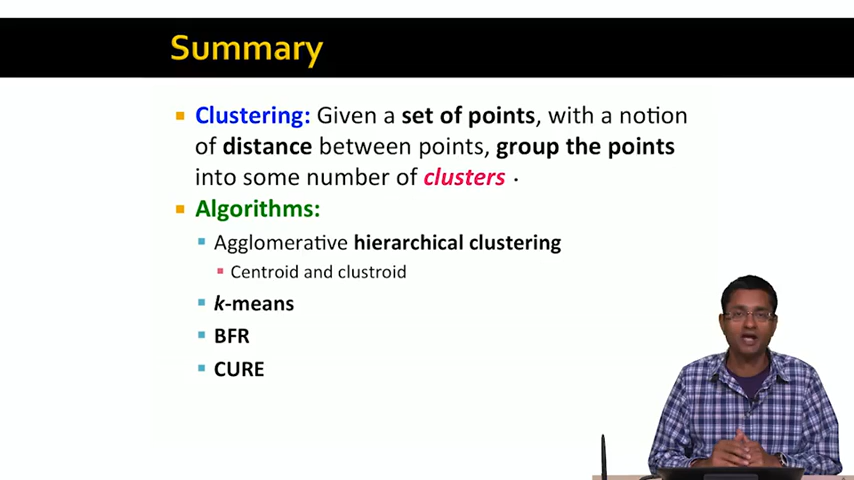 Summary
Clustering: Given a set of points, with a notion
of distance between points, group the points
into some number of clusters
Algorithms:
Agglomerative hierarchical clustering
Centroid and clustroid
k-means
BFR
CURE